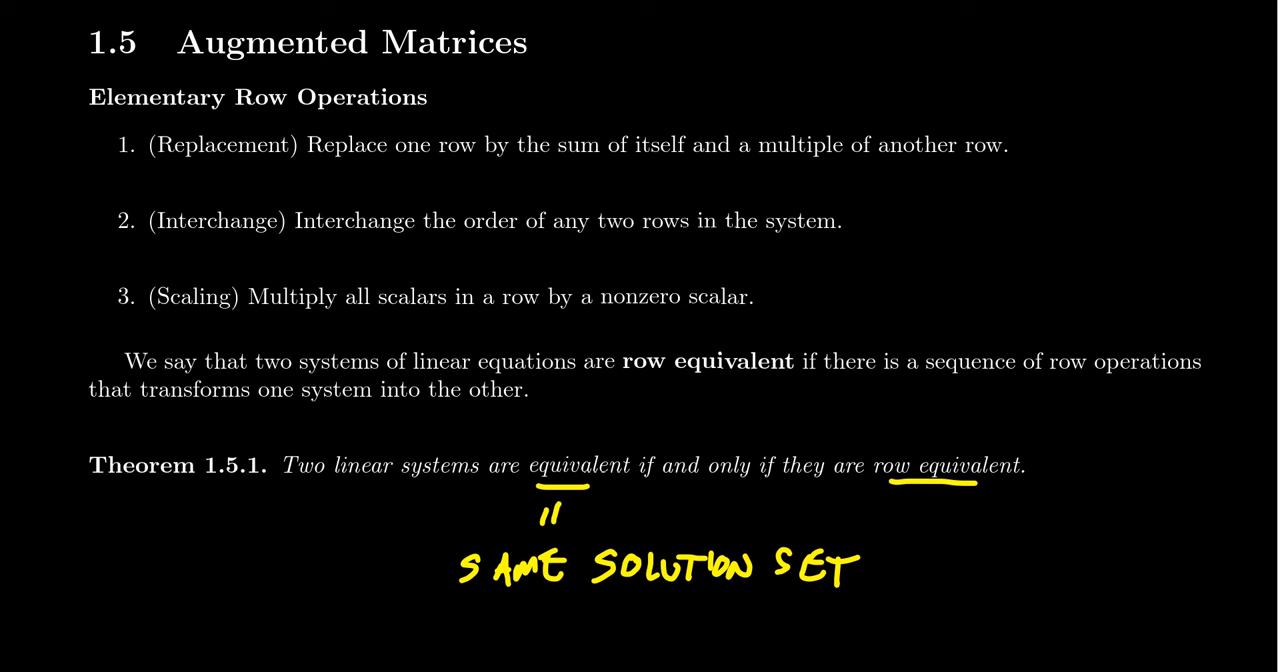 1.5 Augmented Matrices
Elementary Row Operations
1. (Replacement) Replace one row by the sum of itself and a multiple of another row.
2. (Interchange) Interchange the order of any two rows in the system.
3. (Scaling) Multiply all scalars in a row by a nonzero scalar.
We say that two systems of linear equations are row equivalent if there is a sequence of row operations
that transforms one system into the other.
Theorem 1.5.1. Two linear systems are equivalent if and only if they are row equivalent.
=
SAME SOLUTION SET